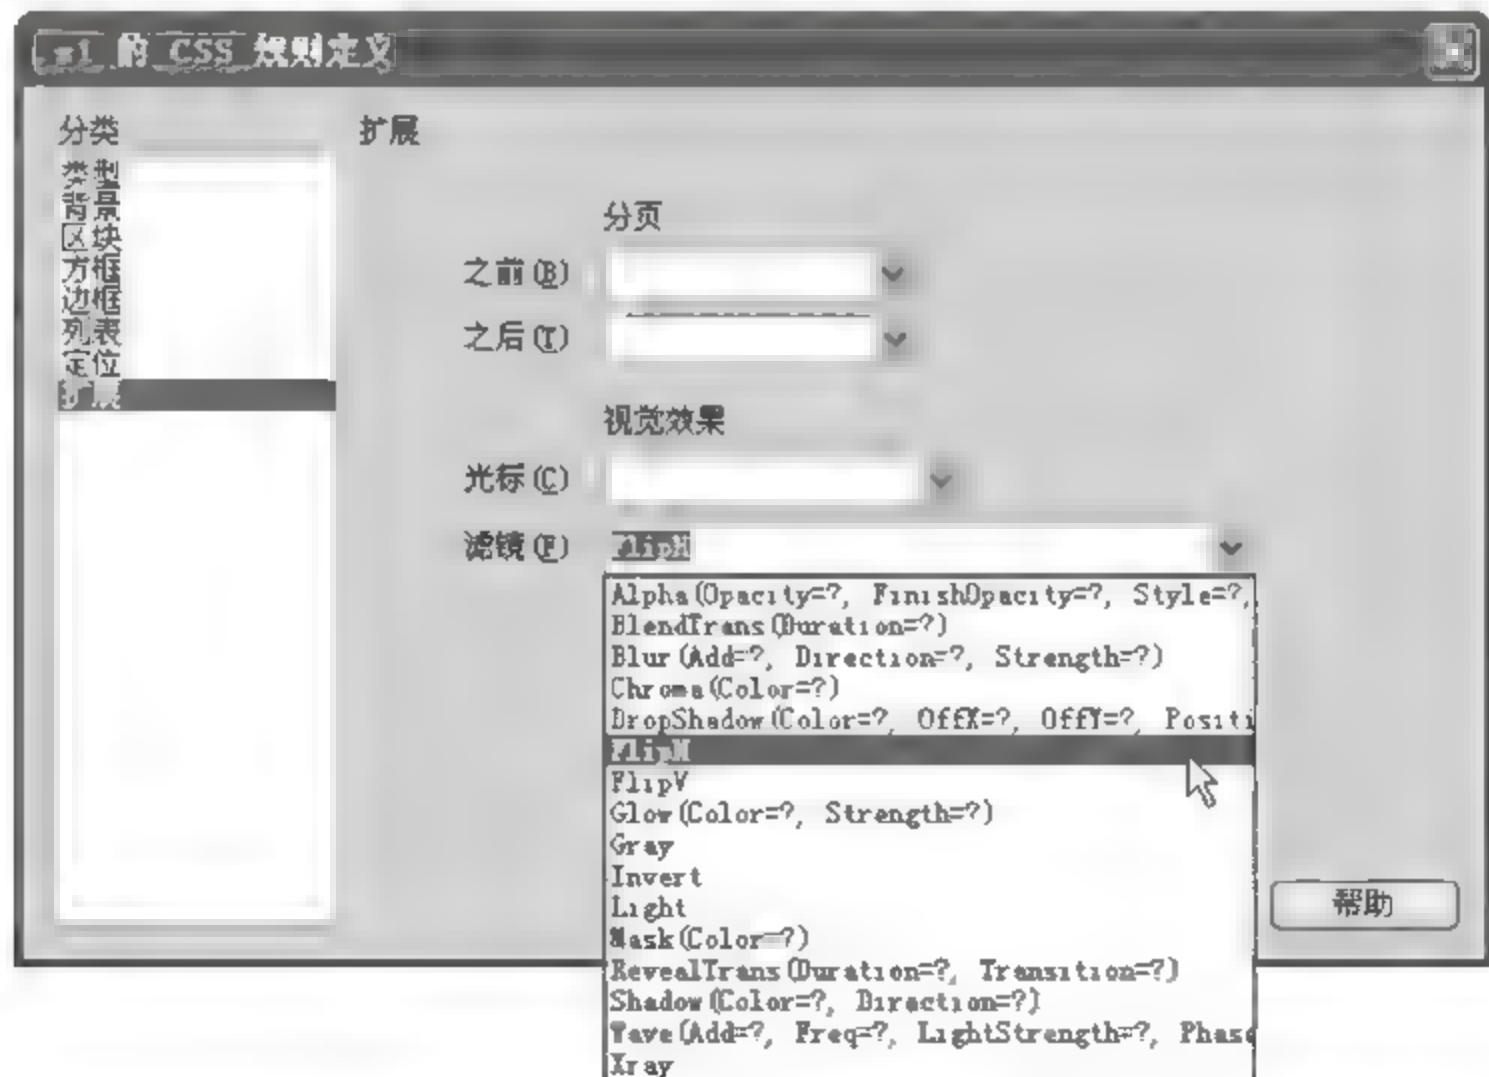 的 CSS 规则定义
分类
类型
背景
区块
方框
边框
列表
定位
扩展
扩展
分页
之前(B)
之后(T)
视觉效果
光标(C)
滤镜(F) FlipH
Alpha(Opacity=?, FinishOpacity=?, Style=?,
BlendTrans(Duration=?)
Blur(Add=?, Direction=?, Strength=?)
Chroma(Color=?)
DropShadow(Color=?, OffX=?, OffY=?, Positi
FlipH
FlipV
Glow(Color=?, Strength=?)
Gray
Invert
Light
Mask(Color=?)
RevealTrans(Duration=?, Transition=?)
Shadow(Color=?, Direction=?)
Wave(Add=?, Freq=?, LightStrength=?, Phase
Xray
帮助